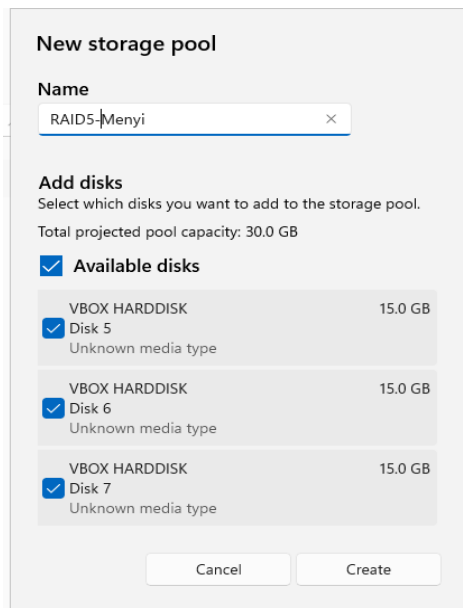 New storage pool
Name
RAID5-Menyi
Add disks
Select which disks you want to add to the storage pool.
Total projected pool capacity: 30.0 GB
Available disks
VBOX HARDDISK 15.0 GB
Disk 5
Unknown media type
VBOX HARDDISK 15.0 GB
Disk 6
Unknown media type
VBOX HARDDISK 15.0 GB
Disk 7
Unknown media type
Cancel Create